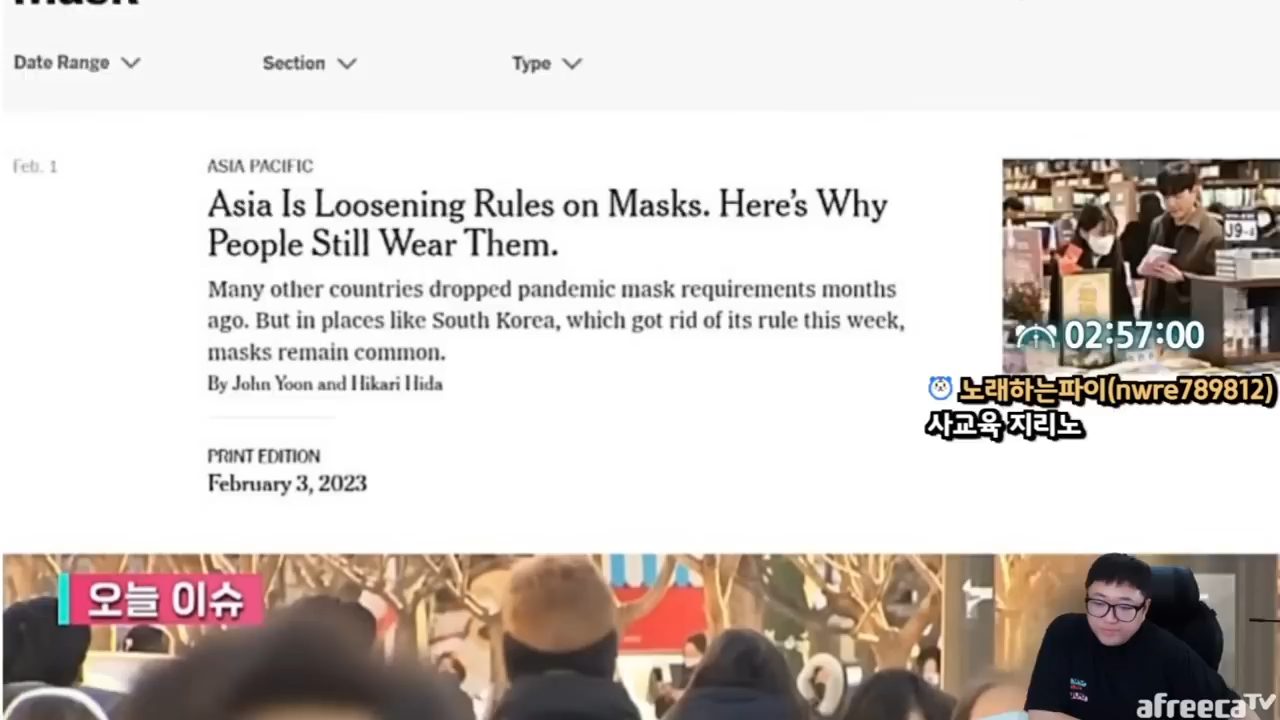 Mask
Date Range
Section
Type
Feb. 1
ASIA PACIFIC
Asia Is Loosening Rules on Masks. Here's Why
People Still Wear Them.
Many other countries dropped pandemic mask requirements months
ago. But in places like South Korea, which got rid of its rule this week,
masks remain common.
By John Yoon and Hikari Hida
PRINT EDITION
February 3, 2023
02:57:00
노래하는파이(nwre789812)
사교육 지리노
오늘 이슈
afreecaTV